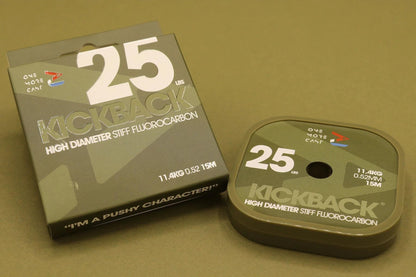 25 LBS
ONE
MORE
CAST
KICKBACK
HIGH DIAMETER STIFF FLUOROCARBON
11.4KG 0.52 15M
"I'M A PUSHY CHARACTER!"
ONE
MORE
CAST
25 LBS
11.4KG
0.52MM
15M
KICKBACK®
HIGH DIAMETER STIFF FLUOROCARBON